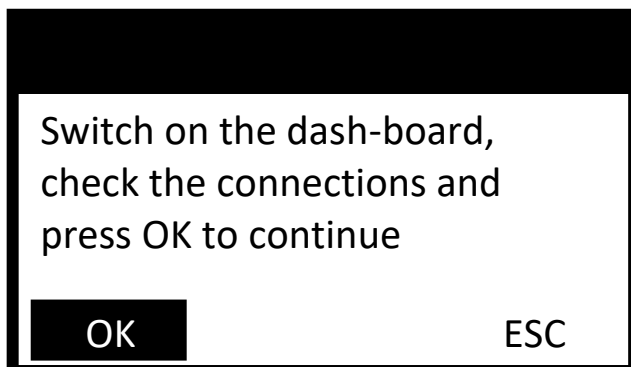 Switch on the dash-board,
check the connections and
press OK to continue
OK ESC